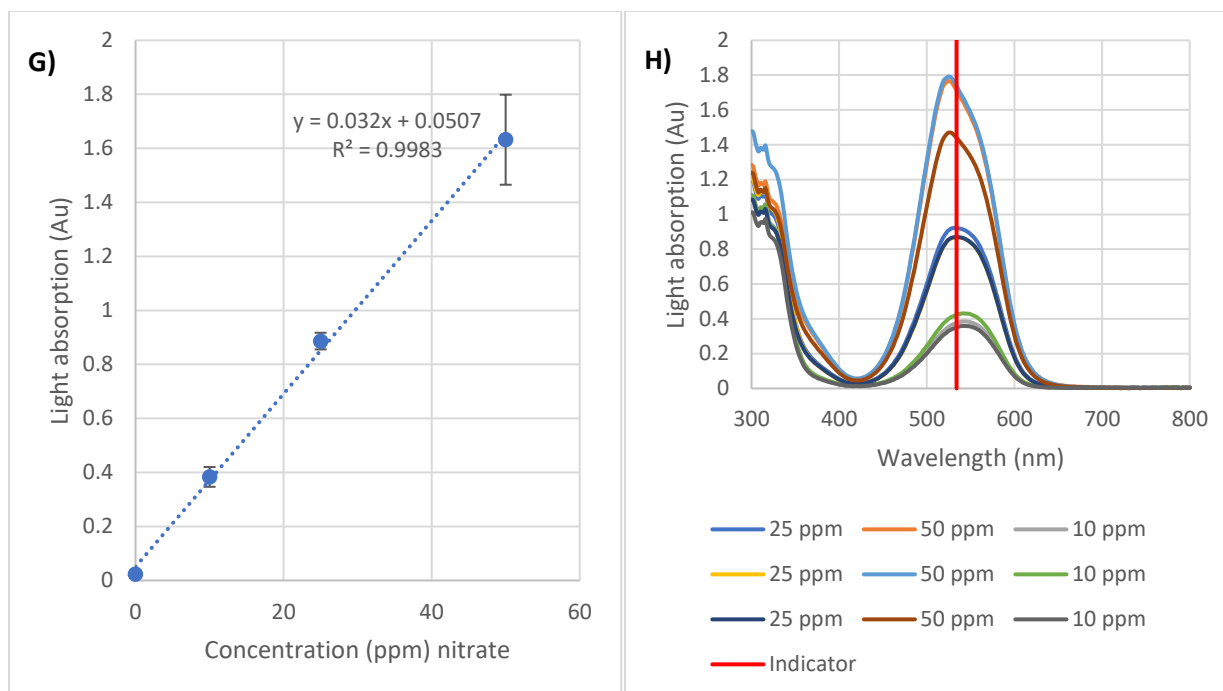 G)
2
1.8
1.6
1.4
1.2
1
0.8
0.6
0.4
0.2
0
y = 0.032x + 0.0507
R² = 0.9983
0 20 40 60
Light absorption (Au)
Concentration (ppm) nitrate
H)
2
1.8
1.6
1.4
1.2
1
0.8
0.6
0.4
0.2
0
300 400 500 600 700 800
Light absorption (Au)
Wavelength (nm)
25 ppm 50 ppm 10 ppm
25 ppm 50 ppm 10 ppm
25 ppm 50 ppm 10 ppm
Indicator